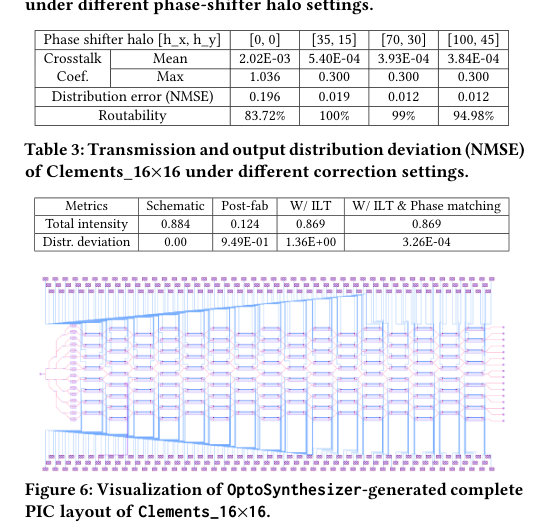 under different phase-shifter halo settings.
Phase shifter halo [h_x, h_y] [0, 0] [35, 15] [70, 30] [100, 45]
Crosstalk Mean 2.02E-03 5.40E-04 3.93E-04 3.84E-04
Coef. Max 1.036 0.300 0.300 0.300
Distribution error (NMSE) 0.196 0.019 0.012 0.012
Routability 83.72% 100% 99% 94.98%
Table 3: Transmission and output distribution deviation (NMSE)
of Clements_16×16 under different correction settings.
Metrics Schematic Post-fab W/ ILT W/ ILT & Phase matching
Total intensity 0.884 0.124 0.869 0.869
Distr. deviation 0.00 9.49E-01 1.36E+00 3.26E-04
Figure 6: Visualization of OptoSynthesizer-generated complete
PIC layout of Clements_16×16.